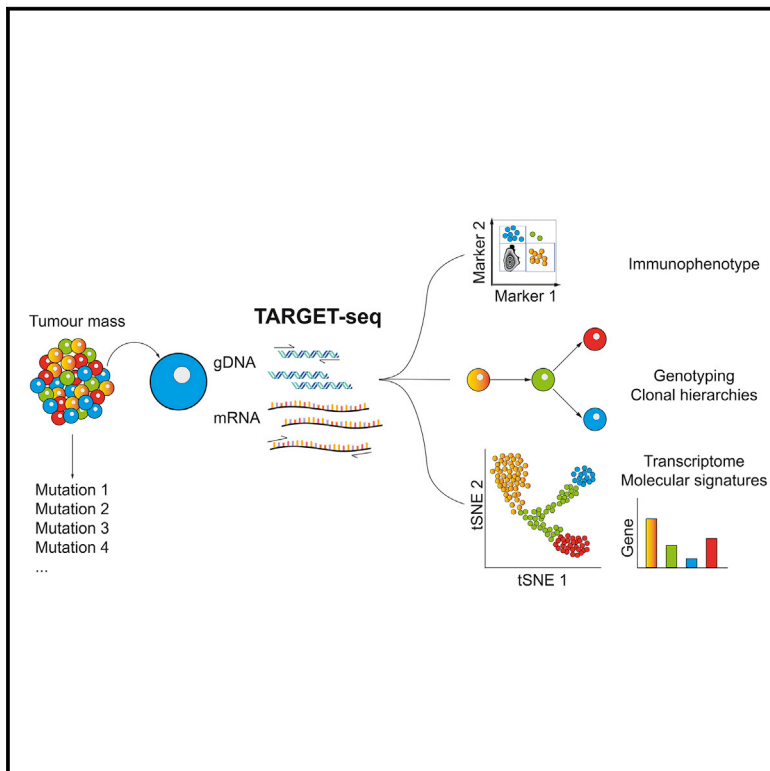 Tumour mass
Mutation 1
Mutation 2
Mutation 3
Mutation 4
...
TARGET-seq
gDNA
mRNA
Marker 2
Marker 1
Immunophenotype
Genotyping
Clonal hierarchies
Transcriptome
Molecular signatures
tSNE 2
tSNE 1
Gene